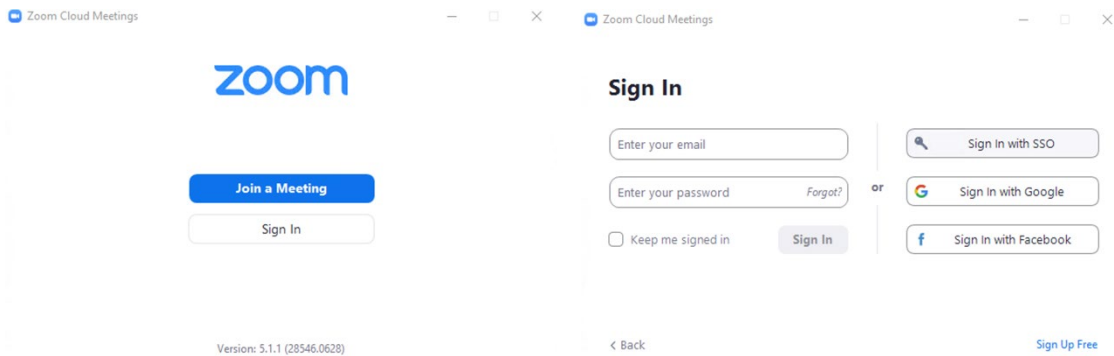 Zoom Cloud Meetings
zoom
Join a Meeting
Sign In
Version: 5.1.1 (28546.0628)
Zoom Cloud Meetings
Sign In
Enter your email
Enter your password Forgot?
Keep me signed in Sign In
or
Sign In with SSO
Sign In with Google
Sign In with Facebook
< Back
Sign Up Free